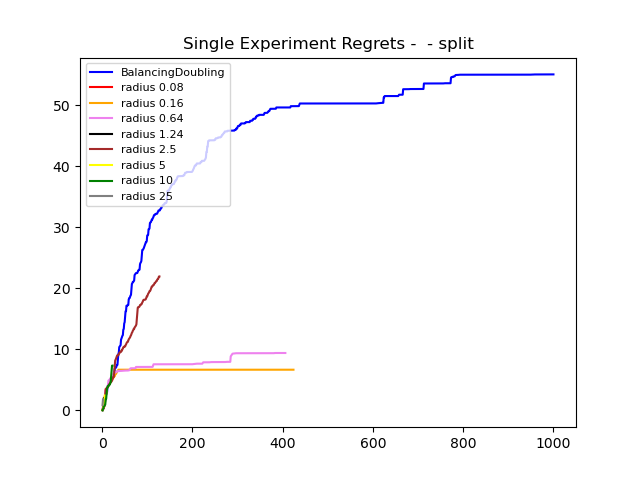 Single Experiment Regrets -  - split
BalancingDoubling
radius 0.08
radius 0.16
radius 0.64
radius 1.24
radius 2.5
radius 5
radius 10
radius 25
50
40
30
20
10
0
0 200 400 600 800 1000